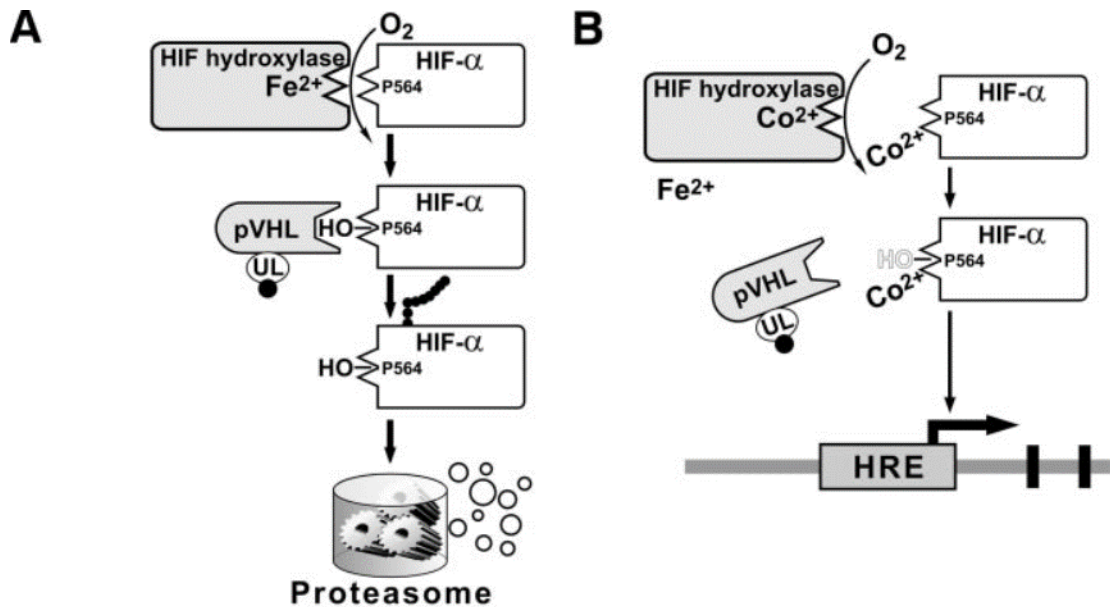 A
O2
HIF hydroxylase
Fe2+
HIF-α
P564
pVHL
UL
HO
HIF-α
P564
HO
HIF-α
P564
Proteasome
B
O2
HIF hydroxylase
Co2+
Fe2+
Co2+
HIF-α
P564
pVHL
UL
HO
Co2+
HIF-α
P564
HRE